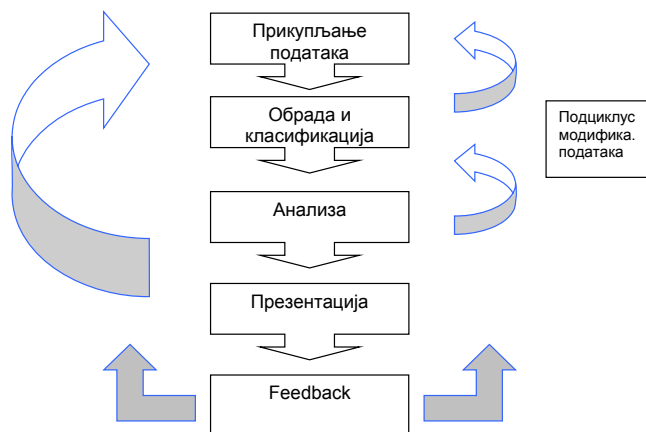 Прикупљање
података
Обрада и
класификација
Подциклус
модифика.
података
Анализа
Презентација
Feedback